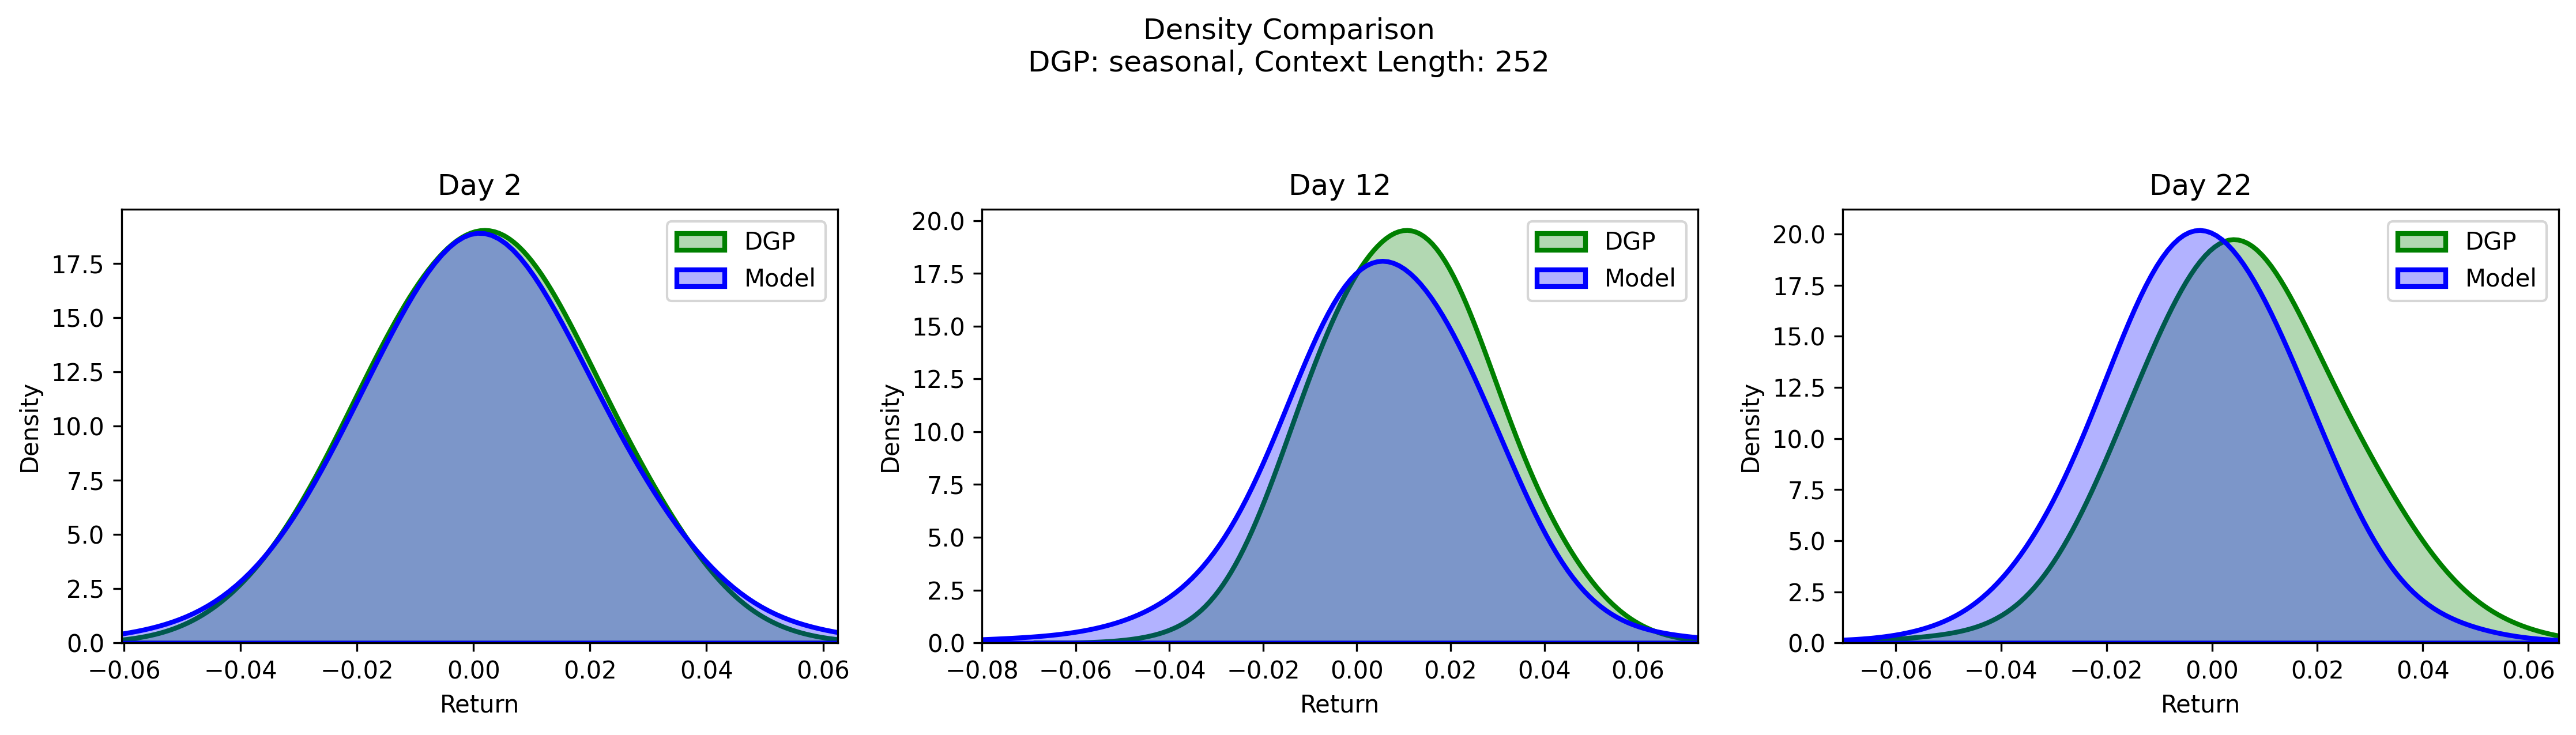 Density Comparison
DGP: seasonal, Context Length: 252
Day 2
DGP
Model
17.5
15.0
12.5
10.0
7.5
5.0
2.5
0.0
Density
−0.06 −0.04 −0.02 0.00 0.02 0.04 0.06
Return
Day 12
DGP
Model
20.0
17.5
15.0
12.5
10.0
7.5
5.0
2.5
0.0
Density
−0.08 −0.06 −0.04 −0.02 0.00 0.02 0.04 0.06
Return
Day 22
DGP
Model
20.0
17.5
15.0
12.5
10.0
7.5
5.0
2.5
0.0
Density
−0.06 −0.04 −0.02 0.00 0.02 0.04 0.06
Return